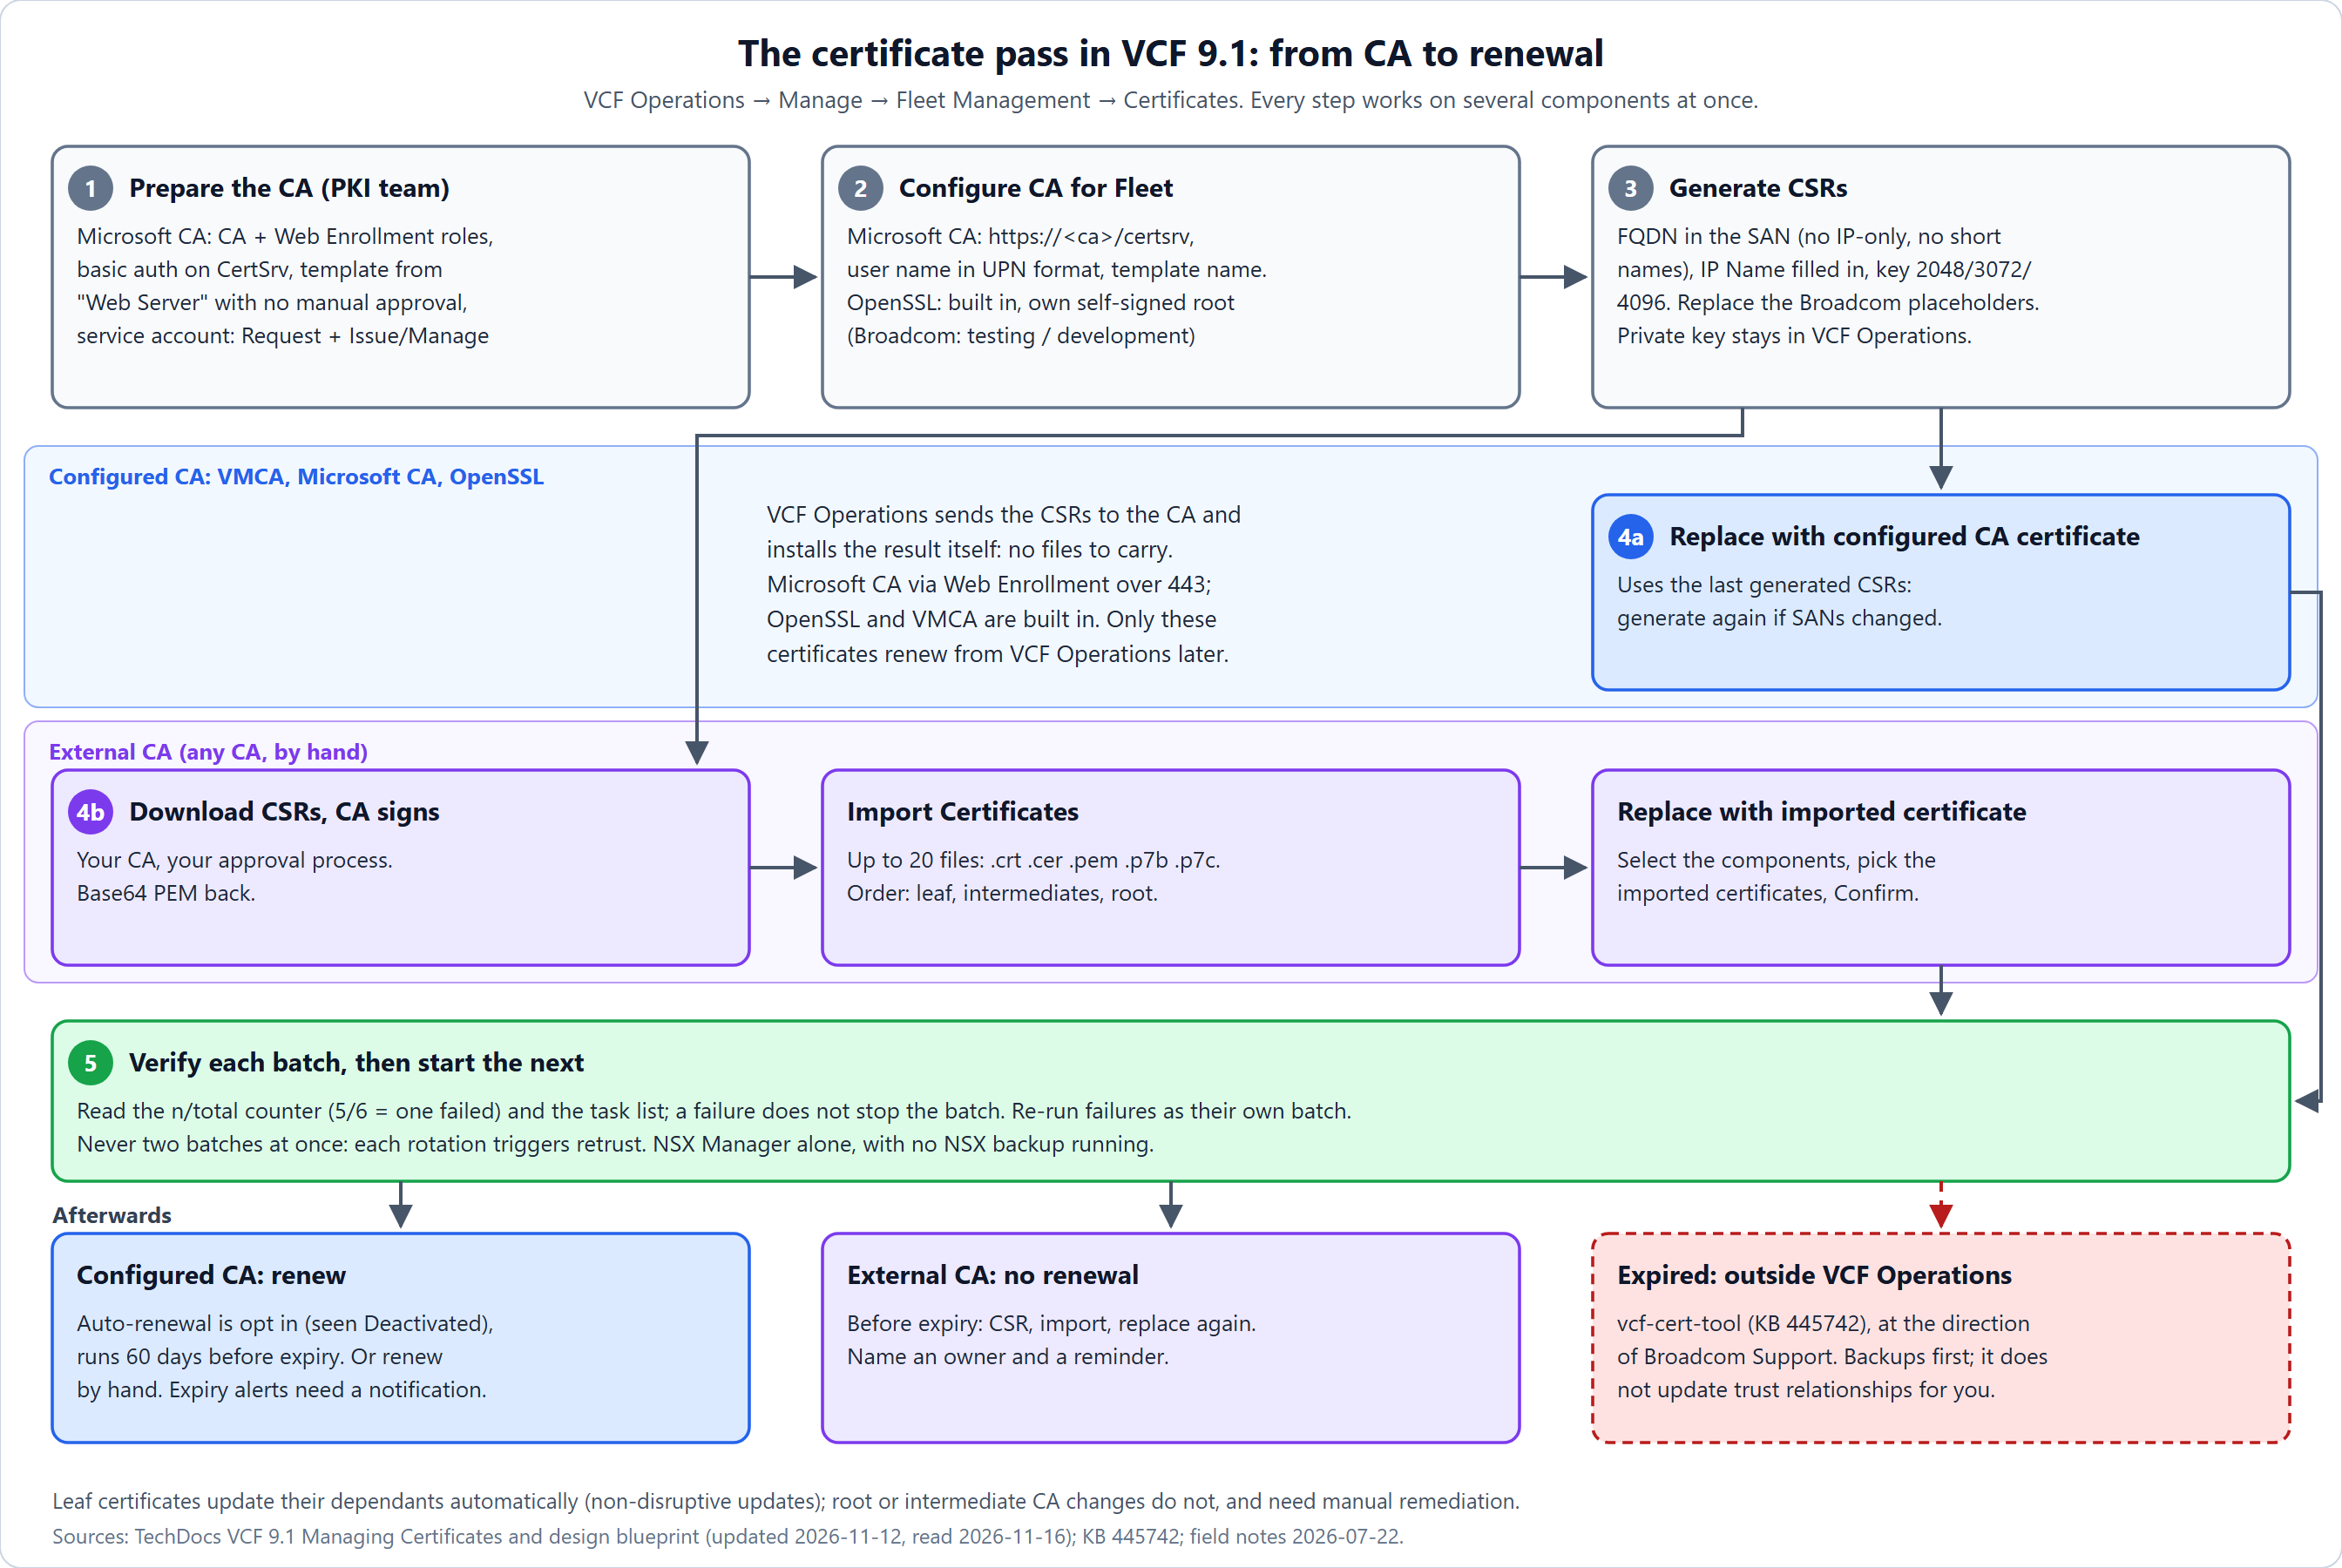 The certificate pass in VCF 9.1: from CA to renewal
VCF Operations → Manage → Fleet Management → Certificates. Every step works on several components at once.
1 Prepare the CA (PKI team)
Microsoft CA: CA + Web Enrollment roles,
basic auth on CertSrv, template from
"Web Server" with no manual approval,
service account: Request + Issue/Manage
2 Configure CA for Fleet
Microsoft CA: https://<ca>/certsrv,
user name in UPN format, template name.
OpenSSL: built in, own self-signed root
(Broadcom: testing / development)
3 Generate CSRs
FQDN in the SAN (no IP-only, no short
names), IP Name filled in, key 2048/3072/
4096. Replace the Broadcom placeholders.
Private key stays in VCF Operations.
Configured CA: VMCA, Microsoft CA, OpenSSL
VCF Operations sends the CSRs to the CA and
installs the result itself: no files to carry.
Microsoft CA via Web Enrollment over 443;
OpenSSL and VMCA are built in. Only these
certificates renew from VCF Operations later.
4a Replace with configured CA certificate
Uses the last generated CSRs:
generate again if SANs changed.
External CA (any CA, by hand)
4b Download CSRs, CA signs
Your CA, your approval process.
Base64 PEM back.
Import Certificates
Up to 20 files: .crt .cer .pem .p7b .p7c.
Order: leaf, intermediates, root.
Replace with imported certificate
Select the components, pick the
imported certificates, Confirm.
5 Verify each batch, then start the next
Read the n/total counter (5/6 = one failed) and the task list; a failure does not stop the batch. Re-run failures as their own batch.
Never two batches at once: each rotation triggers retrust. NSX Manager alone, with no NSX backup running.
Afterwards
Configured CA: renew
Auto-renewal is opt in (seen Deactivated),
runs 60 days before expiry. Or renew
by hand. Expiry alerts need a notification.
External CA: no renewal
Before expiry: CSR, import, replace again.
Name an owner and a reminder.
Expired: outside VCF Operations
vcf-cert-tool (KB 445742), at the direction
of Broadcom Support. Backups first; it does
not update trust relationships for you.
Leaf certificates update their dependants automatically (non-disruptive updates); root or intermediate CA changes do not, and need manual remediation.
Sources: TechDocs VCF 9.1 Managing Certificates and design blueprint (updated 2026-11-12, read 2026-11-16); KB 445742; field notes 2026-07-22.